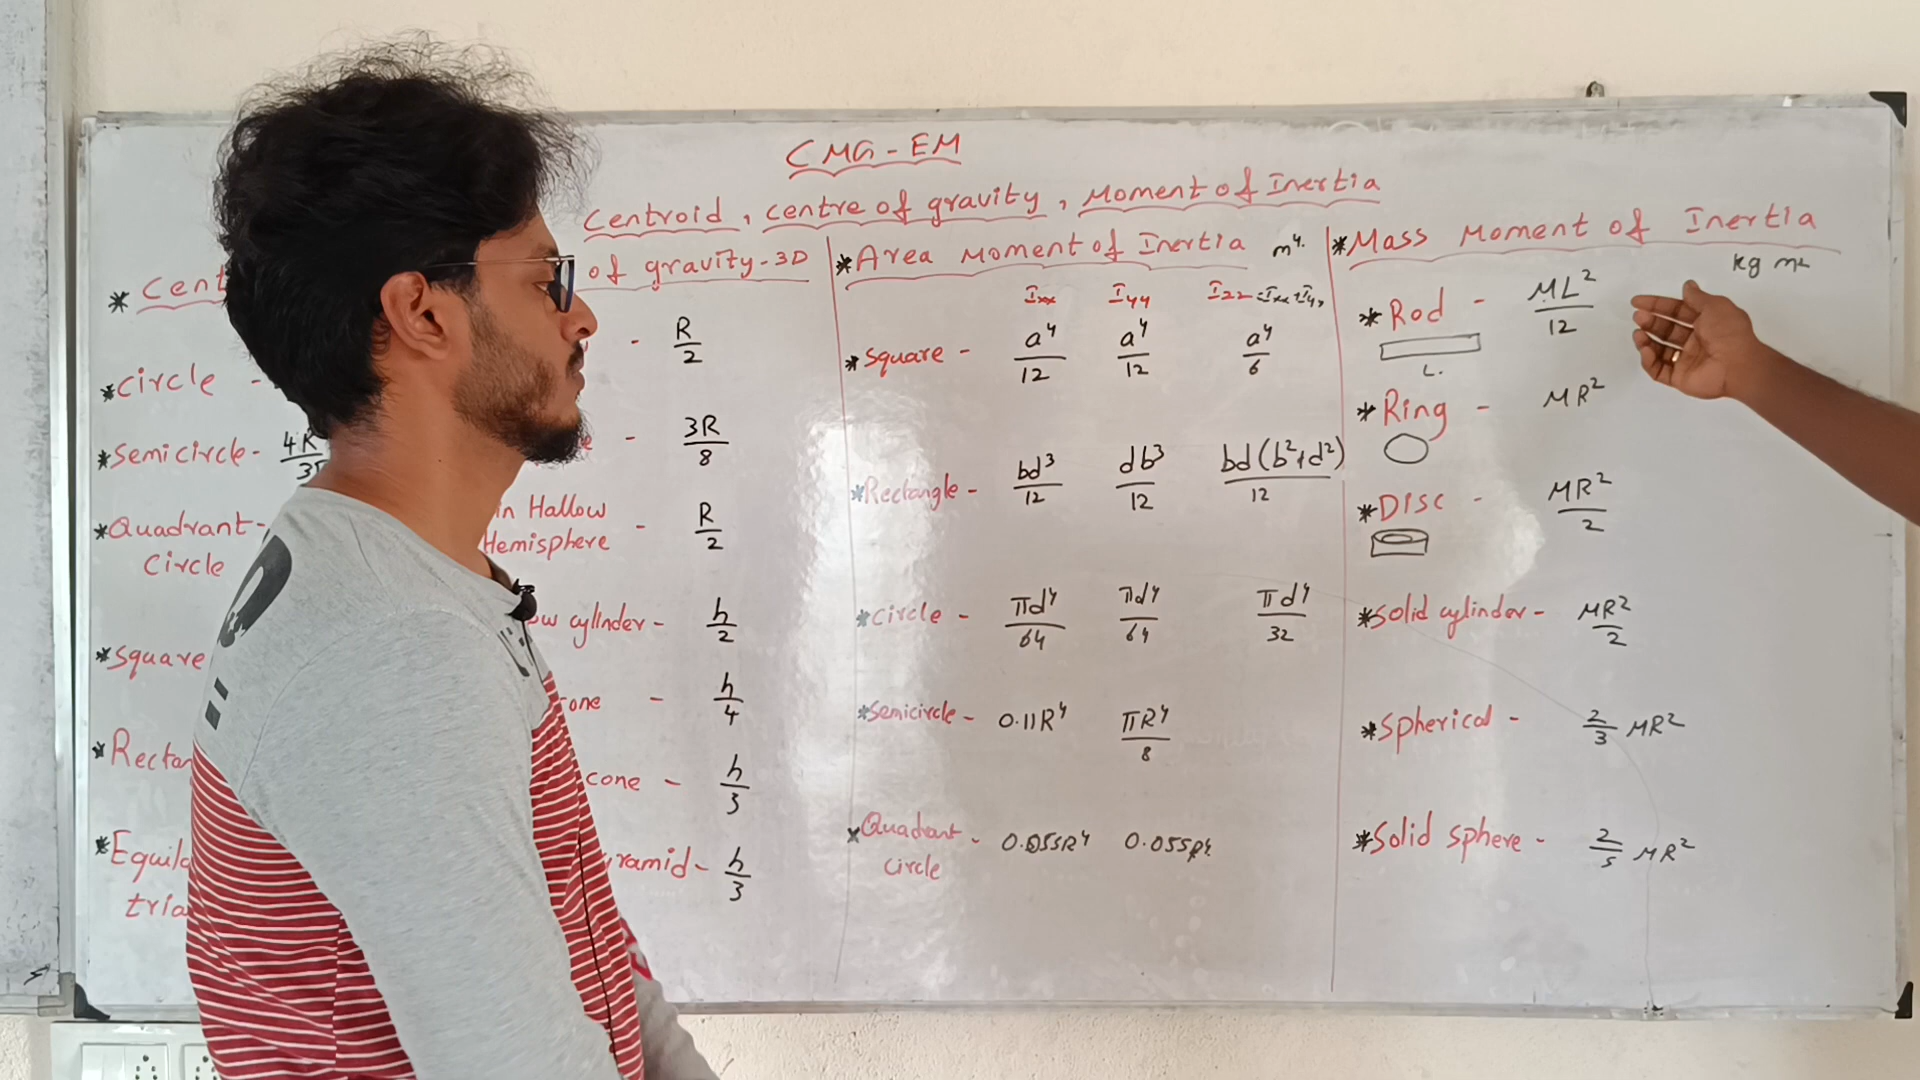 CMG - EM
Centroid, centre of gravity, Moment of Inertia
* Cent
* Circle -
* Semicircle - 4R
* Quadrant -
Circle
* Square
* Rectan
* Equila
tria
of gravity - 3D
- R/2
- 3R/8
Hallow
Hemisphere - R/2
cylinder - h/2
- h/4
cone - h/3
- h/3
* Area Moment of Inertia m⁴.
Ixx Iyy Izz = Ixx + Iyy
* Square - a⁴/12 a⁴/12 a⁴/6
* Rectangle - bd³/12 db³/12 bd(b²+d²)/12
* Circle - πd⁴/64 πd⁴/64 πd⁴/32
* Semicircle - 0.11R⁴ πR⁴/8
* Quadrant - 0.055R⁴ 0.055R⁴.
circle
* Mass Moment of Inertia
kg m²
* Rod - ML²/12
L.
* Ring - MR²
* DISC - MR²/2
* Solid cylinder - MR²/2
* Spherical - 2/3 MR²
* Solid sphere - 2/5 MR²